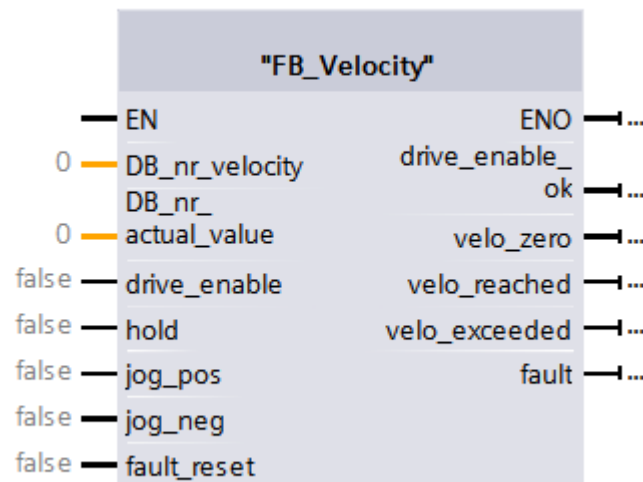 "FB_Velocity"
EN ENO ...
0 DB_nr_velocity drive_enable_
DB_nr_ ok ...
0 actual_value velo_zero ...
false drive_enable velo_reached ...
false hold velo_exceeded ...
false jog_pos fault ...
false jog_neg
false fault_reset